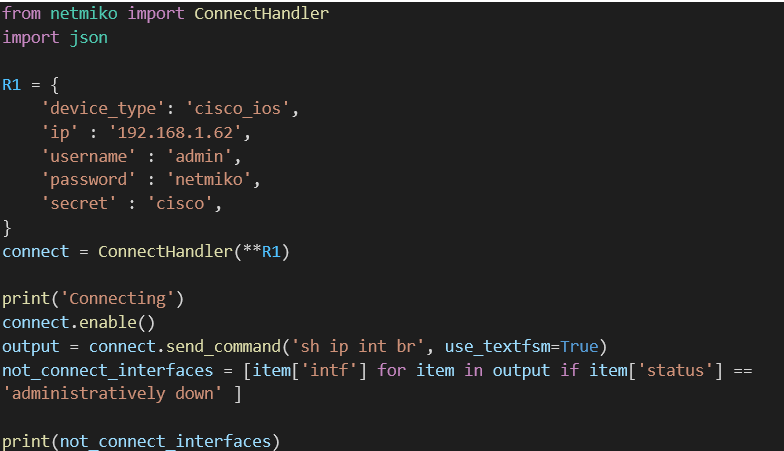 from netmiko import ConnectHandler
import json
R1 = {
    'device_type': 'cisco_ios',
    'ip' : '192.168.1.62',
    'username' : 'admin',
    'password' : 'netmiko',
    'secret' : 'cisco',
}
connect = ConnectHandler(**R1)
print('Connecting')
connect.enable()
output = connect.send_command('sh ip int br', use_textfsm=True)
not_connect_interfaces = [item['intf'] for item in output if item['status'] ==
'administratively down' ]
print(not_connect_interfaces)